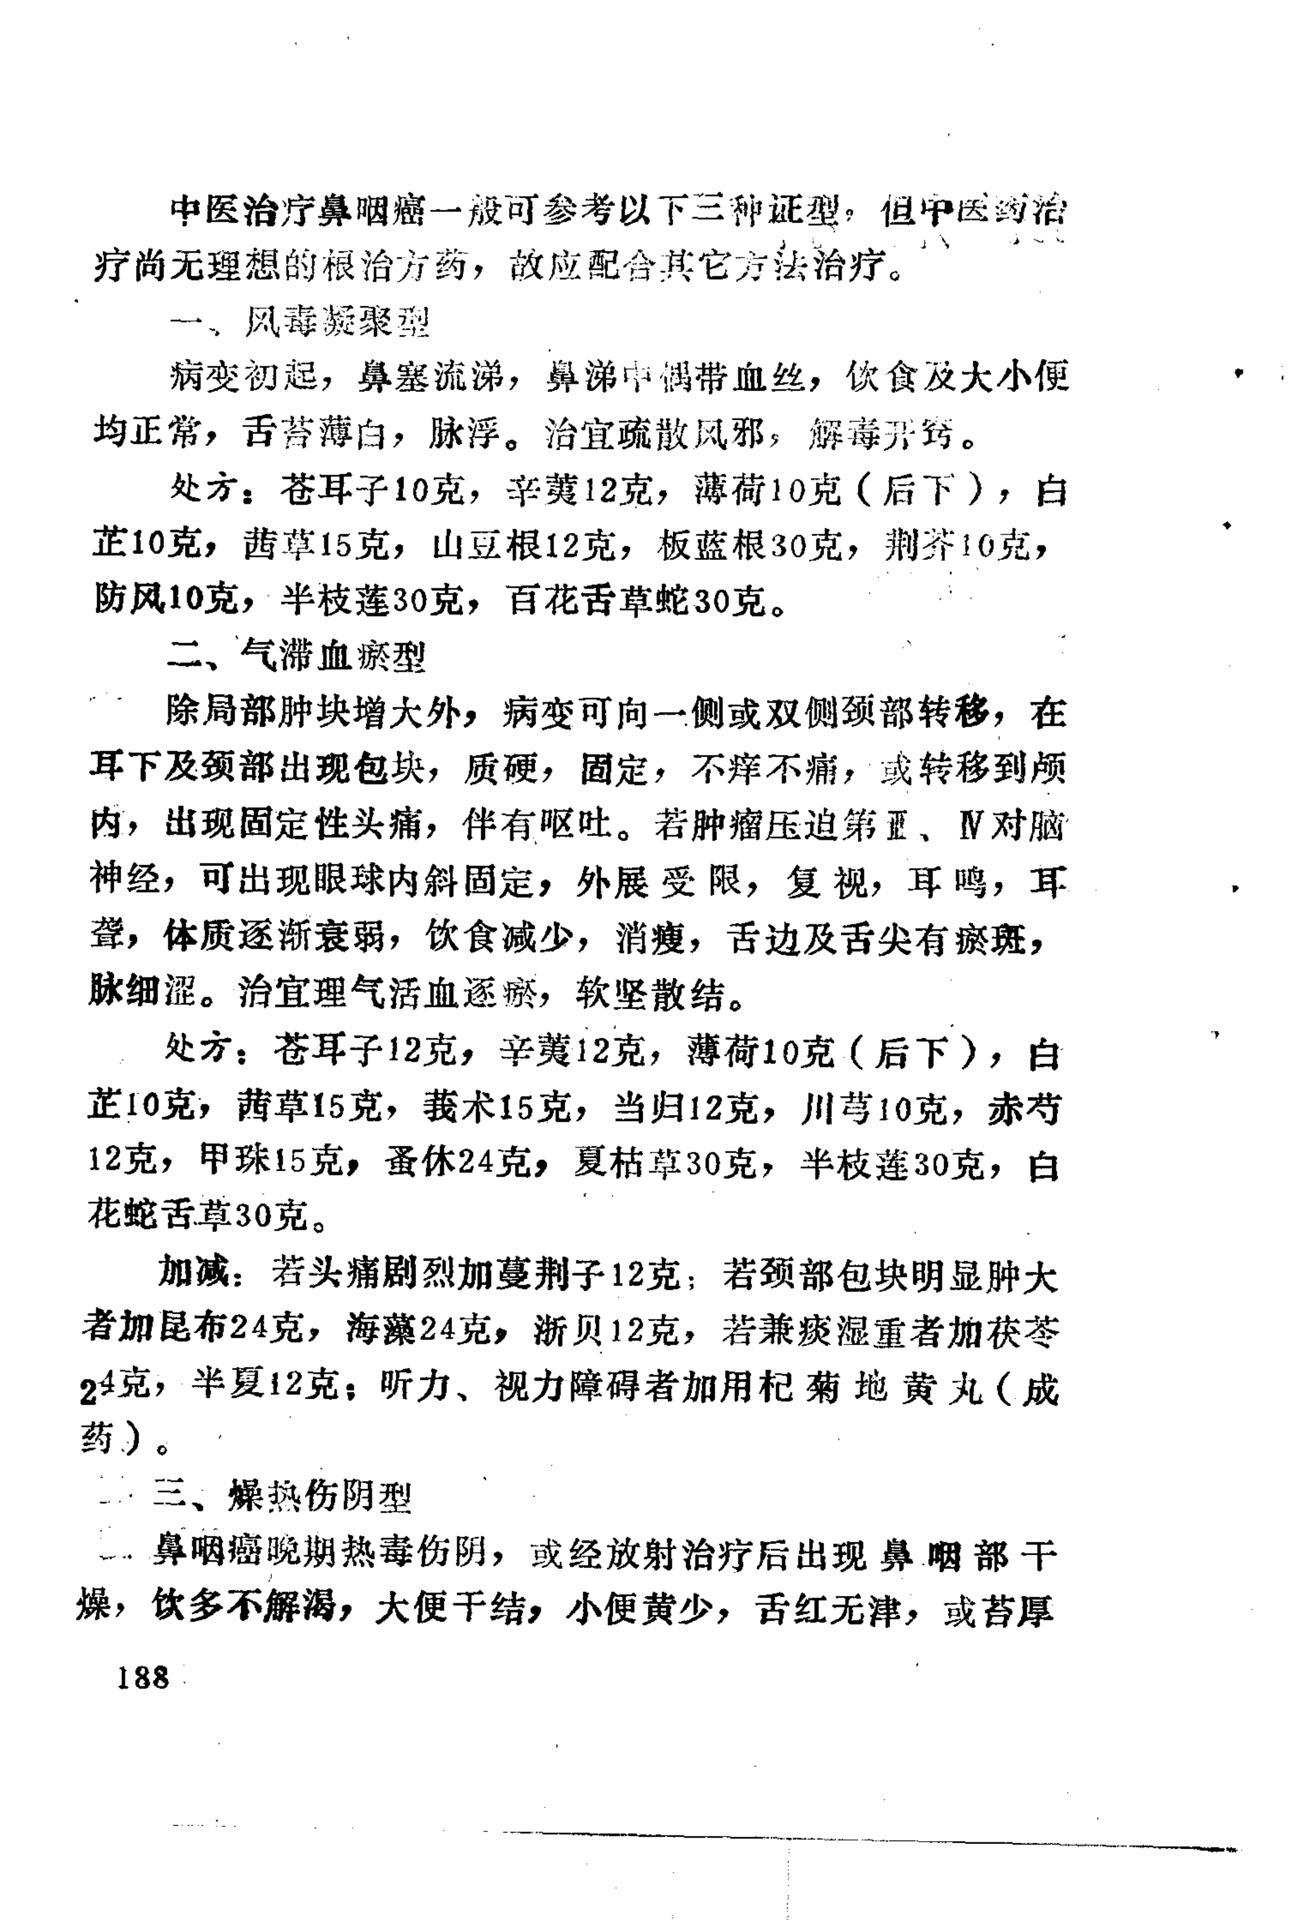 中医治疗鼻咽癌一般可参考以下三种证型，但中医药治
疗尚无理想的根治方药，故应配合其它方法治疗。
一、风毒凝聚型
病变初起，鼻塞流涕，鼻涕中偶带血丝，饮食及大小便
均正常，舌苔薄白，脉浮。治宜疏散风邪，解毒开窍。
处方：苍耳子10克，辛荑12克，薄荷10克（后下），白
芷10克，茜草15克，山豆根12克，板蓝根30克，荆芥10克，
防风10克，半枝莲30克，百花舌草蛇30克。
二、气滞血瘀型
除局部肿块增大外，病变可向一侧或双侧颈部转移，在
耳下及颈部出现包块，质硬，固定，不痒不痛，或转移到颅
内，出现固定性头痛，伴有呕吐。若肿瘤压迫第Ⅲ、Ⅳ对脑
神经，可出现眼球内斜固定，外展受限，复视，耳鸣，耳
聋，体质逐渐衰弱，饮食减少，消瘦，舌边及舌尖有瘀斑，
脉细涩。治宜理气活血逐瘀，软坚散结。
处方：苍耳子12克，辛荑12克，薄荷10克（后下），白
芷10克，茜草15克，莪术15克，当归12克，川芎10克，赤芍
12克，甲珠15克，蚤休24克，夏枯草30克，半枝莲30克，白
花蛇舌草30克。
加减：若头痛剧烈加蔓荆子12克；若颈部包块明显肿大
者加昆布24克，海藻24克，浙贝12克，若兼痰湿重者加茯苓
24克，半夏12克；听力、视力障碍者加用杞菊地黄丸（成
药）。
三、燥热伤阴型
鼻咽癌晚期热毒伤阴，或经放射治疗后出现鼻咽部干
燥，饮多不解渴，大便干结，小便黄少，舌红无津，或苔厚
188